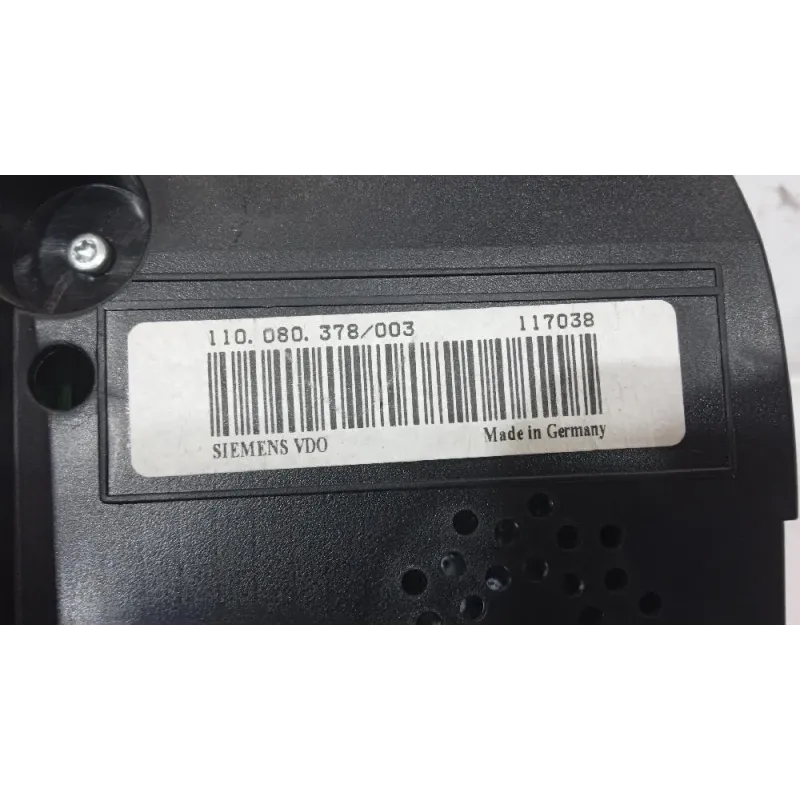 110.080.378/003 117038
SIEMENS VDO Made in Germany